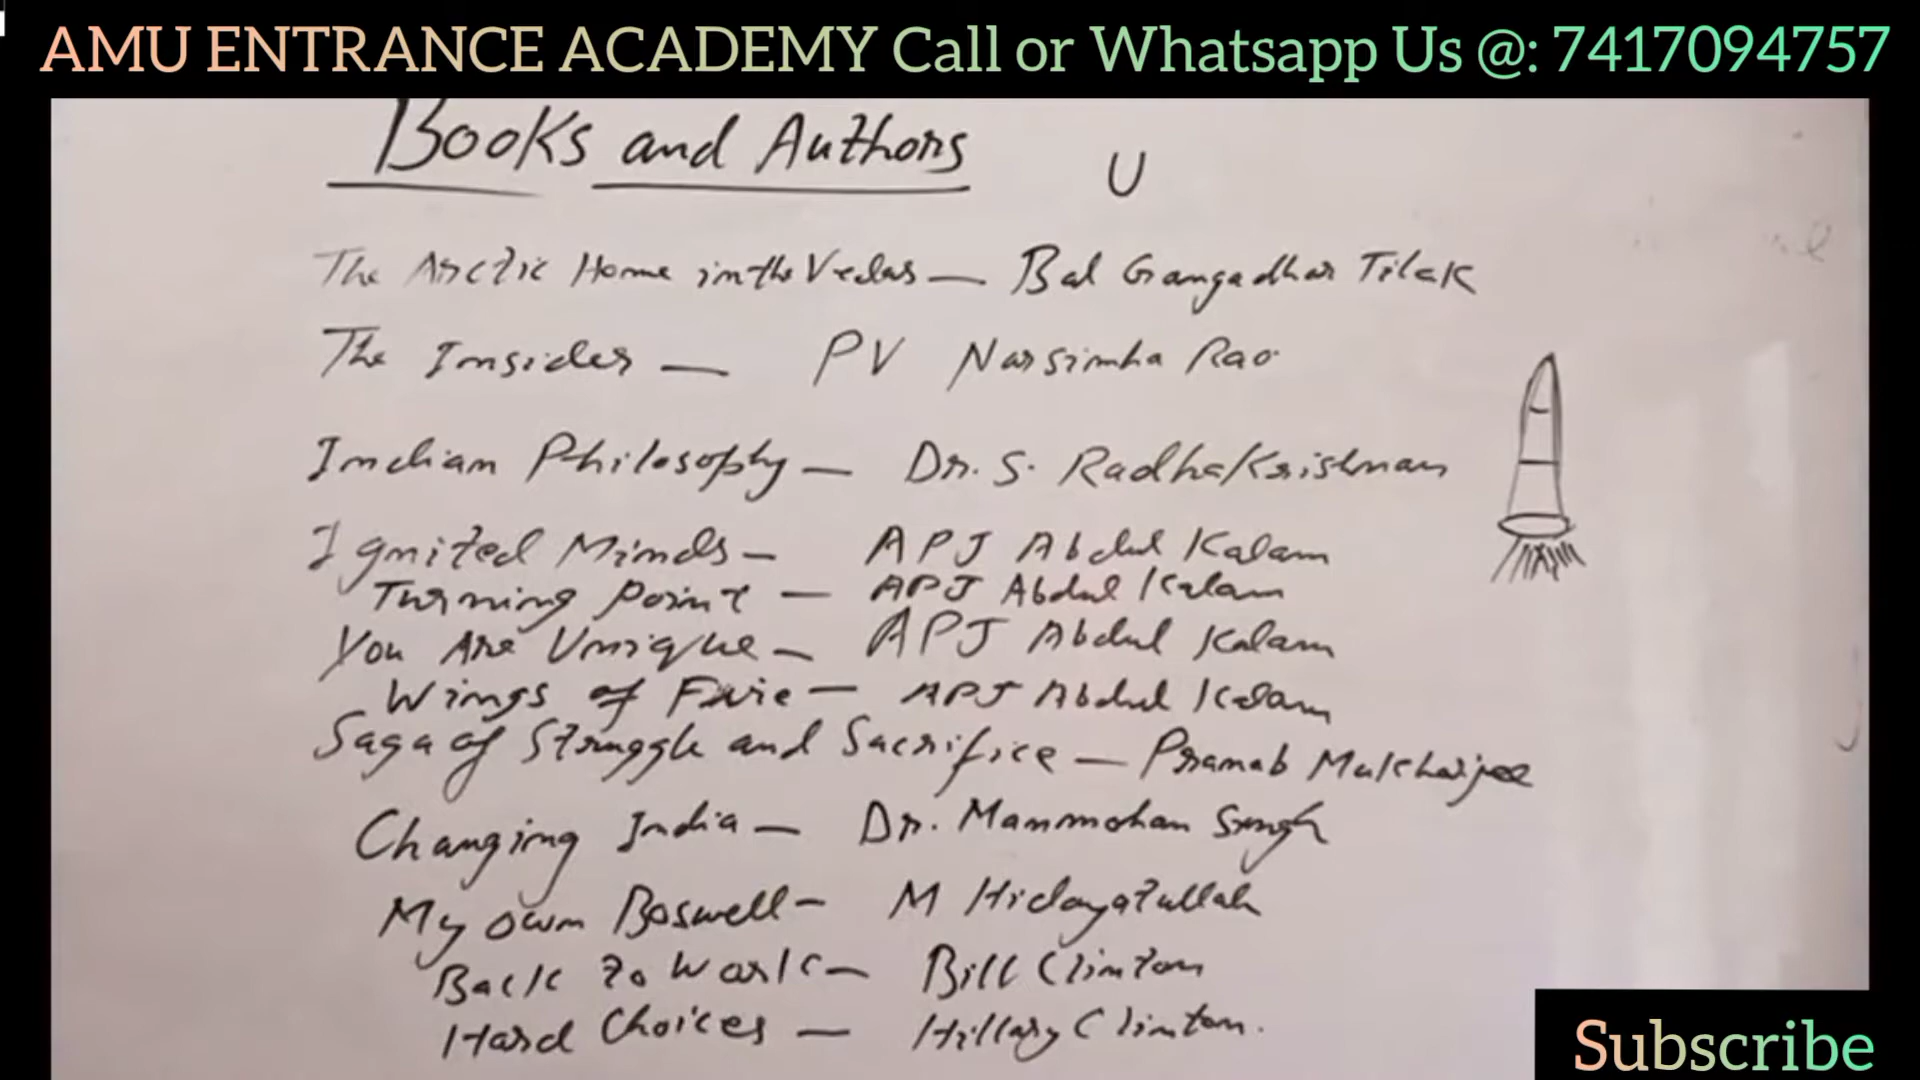 AMU ENTRANCE ACADEMY Call or Whatsapp Us @: 7417094757
Books and Authors U
The Arctic Home in the Vedas — Bal Gangadhar Tilak
The Insider — PV Narsimha Rao
Indian Philosophy — Dr. S. RadhaKrishnan
Ignited Minds — APJ Abdul Kalam
Turning Point — APJ Abdul Kalam
You Are Unique — APJ Abdul Kalam
Wings of Fire — APJ Abdul Kalam
Saga of Struggle and Sacrifice — Pranab Mukharjee
Changing India — Dr. Manmohan Singh
My own Boswell — M Hidayatullah
Back to Work — Bill Clinton
Hard Choices — Hillary Clinton.
Subscribe